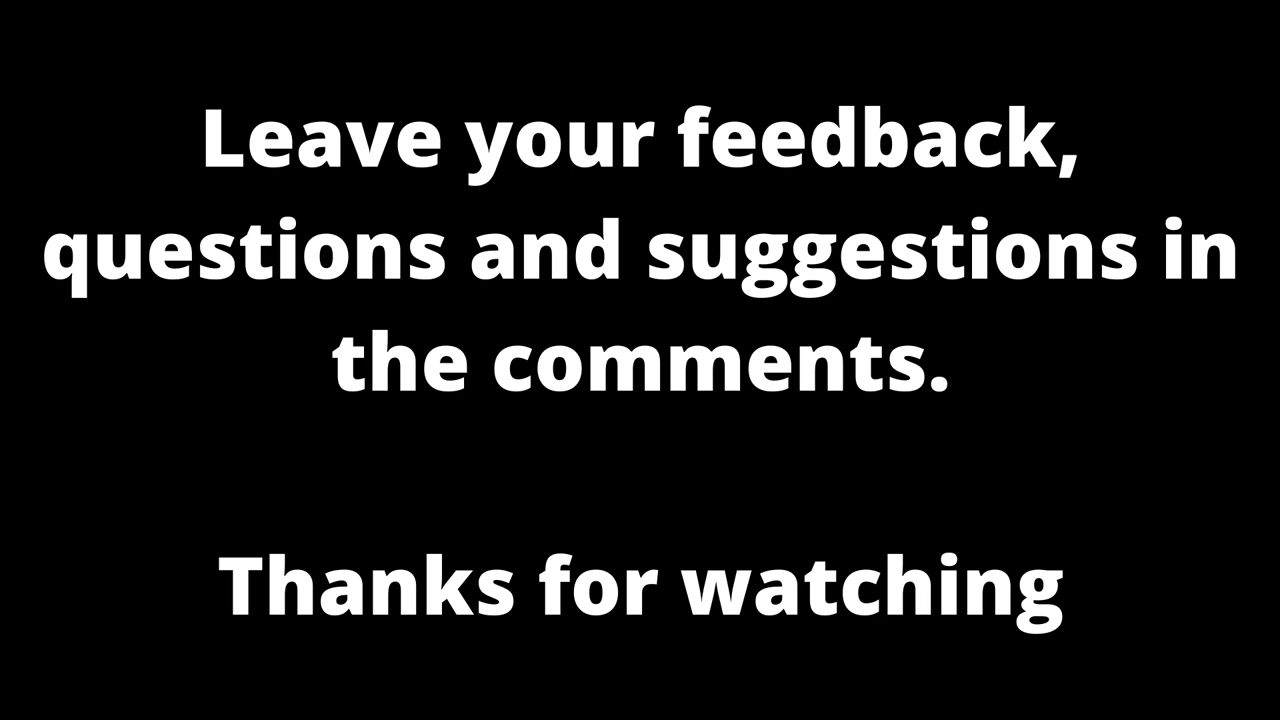 Leave your feedback,
questions and suggestions in
the comments.
Thanks for watching